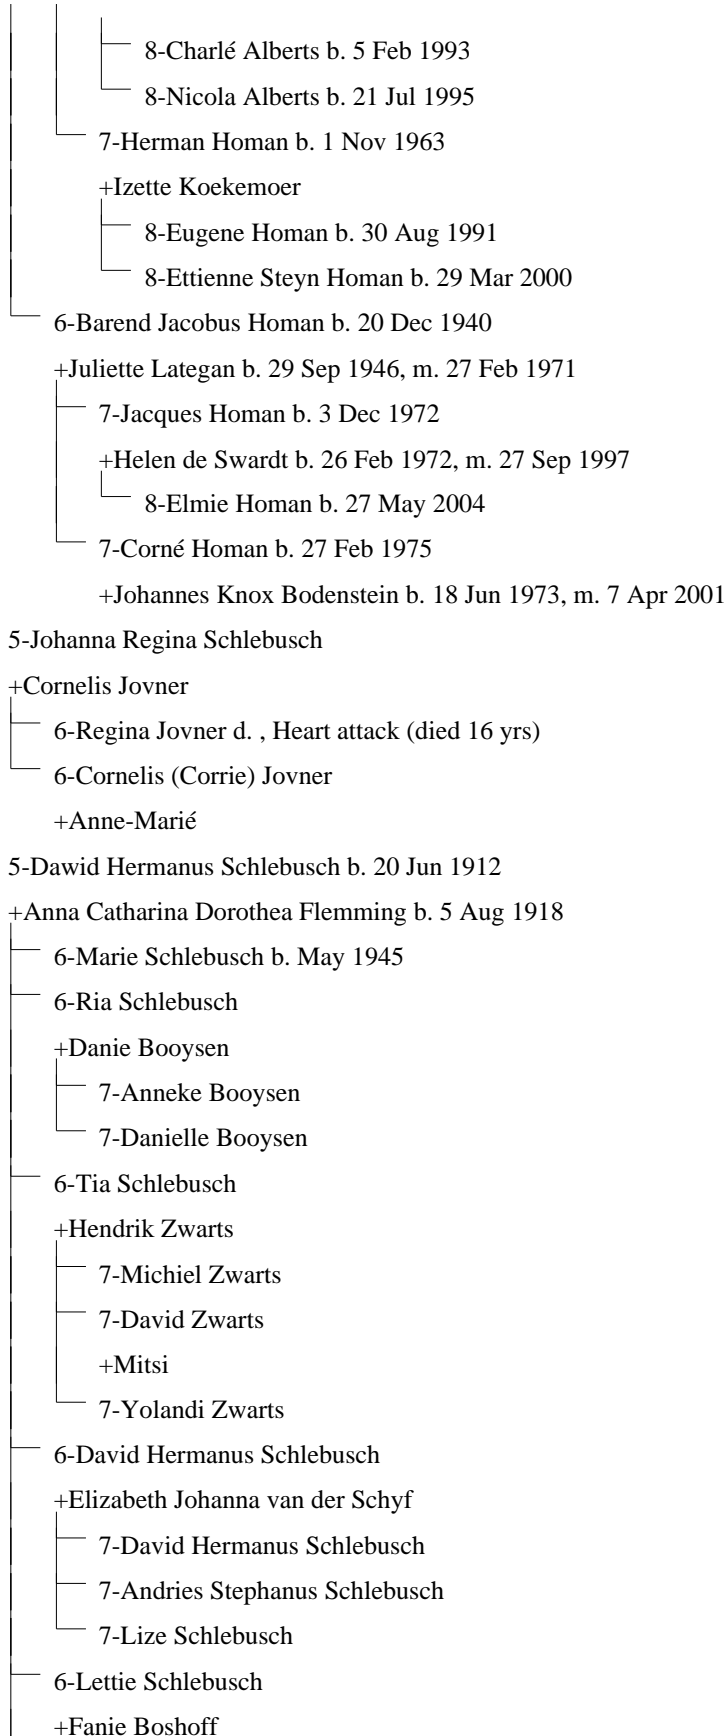 8-Charlé Alberts b. 5 Feb 1993
8-Nicola Alberts b. 21 Jul 1995
7-Herman Homan b. 1 Nov 1963
+Izette Koekemoer
8-Eugene Homan b. 30 Aug 1991
8-Ettienne Steyn Homan b. 29 Mar 2000
6-Barend Jacobus Homan b. 20 Dec 1940
+Juliette Lategan b. 29 Sep 1946, m. 27 Feb 1971
7-Jacques Homan b. 3 Dec 1972
+Helen de Swardt b. 26 Feb 1972, m. 27 Sep 1997
8-Elmie Homan b. 27 May 2004
7-Corné Homan b. 27 Feb 1975
+Johannes Knox Bodenstein b. 18 Jun 1973, m. 7 Apr 2001
5-Johanna Regina Schlebusch
+Cornelis Jovner
6-Regina Jovner d. , Heart attack (died 16 yrs)
6-Cornelis (Corrie) Jovner
+Anne-Marié
5-Dawid Hermanus Schlebusch b. 20 Jun 1912
+Anna Catharina Dorothea Flemming b. 5 Aug 1918
6-Marie Schlebusch b. May 1945
6-Ria Schlebusch
+Danie Booysen
7-Anneke Booysen
7-Danielle Booysen
6-Tia Schlebusch
+Hendrik Zwarts
7-Michiel Zwarts
7-David Zwarts
+Mitsi
7-Yolandi Zwarts
6-David Hermanus Schlebusch
+Elizabeth Johanna van der Schyf
7-David Hermanus Schlebusch
7-Andries Stephanus Schlebusch
7-Lize Schlebusch
6-Lettie Schlebusch
+Fanie Boshoff